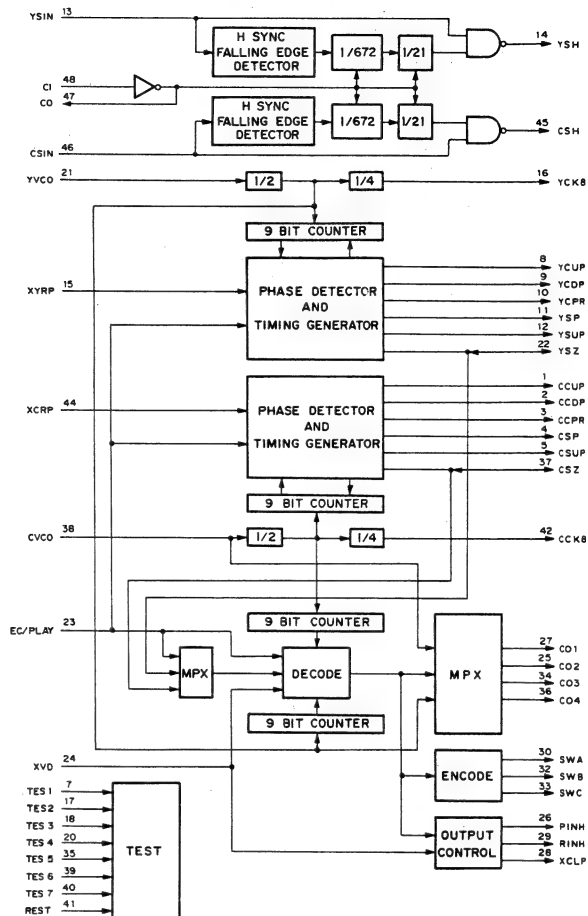 YSIN 13
H SYNC
FALLING EDGE
DETECTOR
1/672
1/21
14 YSH
CI 48
CO 47
H SYNC
FALLING EDGE
DETECTOR
1/672
1/21
45 CSH
CSIN 46
YVCO 21
1/2
1/4
16 YCK8
9 BIT COUNTER
XYRP 15
PHASE DETECTOR
AND
TIMING GENERATOR
8 YCUP
9 YCDP
10 YCPR
11 YSP
12 YSUP
22 YSZ
XCRP 44
PHASE DETECTOR
AND
TIMING GENERATOR
1 CCUP
2 CCDP
3 CCPR
4 CSP
5 CSUP
37 CSZ
9 BIT COUNTER
CVCO 38
1/2
1/4
42 CCK8
9 BIT COUNTER
EC/PLAY 23
MPX
DECODE
MPX
27 CO1
25 CO2
34 CO3
36 CO4
9 BIT COUNTER
XVD 24
ENCODE
30 SWA
32 SWB
33 SWC
OUTPUT
CONTROL
26 PINH
29 RINH
28 XCLP
TES 1 7
TES2 17
TES 3 18
TES 4 20
TES 5 35
TES 6 39
TES 7 40
REST 41
TEST